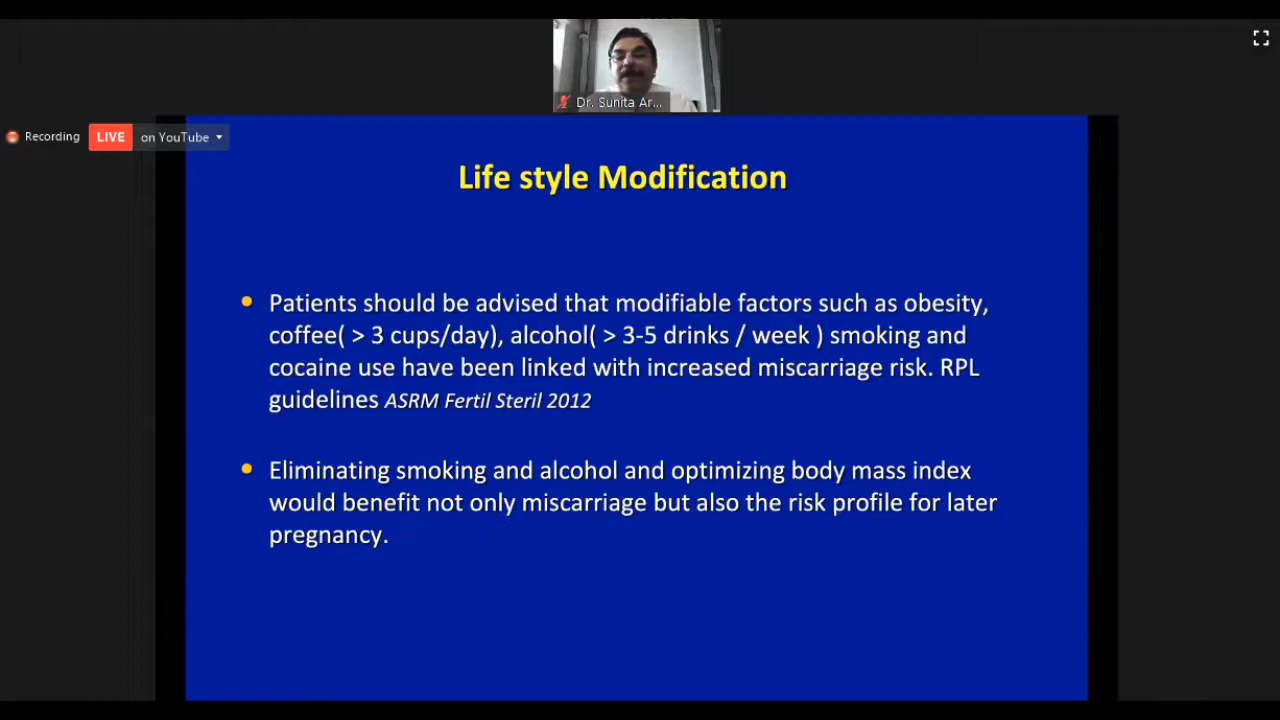 Dr. Sunita Ar...
Recording LIVE on YouTube
Life style Modification
Patients should be advised that modifiable factors such as obesity,
coffee( > 3 cups/day), alcohol( > 3-5 drinks / week ) smoking and
cocaine use have been linked with increased miscarriage risk. RPL
guidelines ASRM Fertil Steril 2012
Eliminating smoking and alcohol and optimizing body mass index
would benefit not only miscarriage but also the risk profile for later
pregnancy.